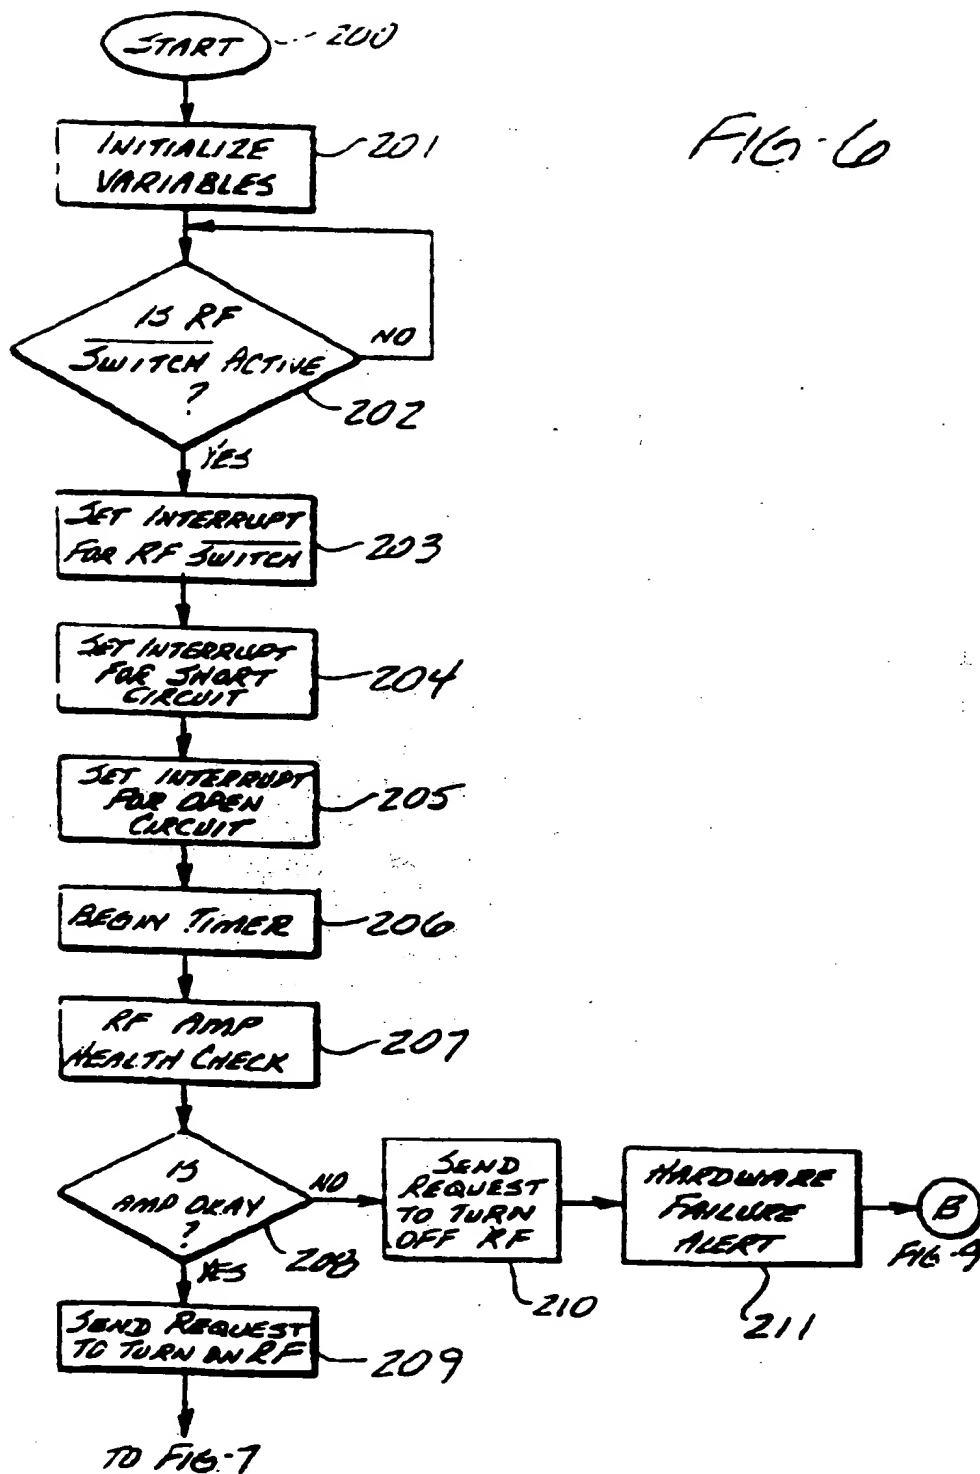 START
200
FIG-6
INITIALIZE
VARIABLES
201
IS RF
SWITCH ACTIVE
?
NO
202
YES
SET INTERRUPT
FOR RF SWITCH
203
SET INTERRUPT
FOR SHORT
CIRCUIT
204
SET INTERRUPT
FOR OPEN
CIRCUIT
205
BEGIN TIMER
206
RF AMP
HEALTH CHECK
207
IS
AMP OKAY
?
NO
208
YES
SEND
REQUEST
TO TURN
OFF RF
210
HARDWARE
FAILURE
ALERT
211
B
FIG-9
SEND REQUEST
TO TURN ON RF
209
TO FIG-7